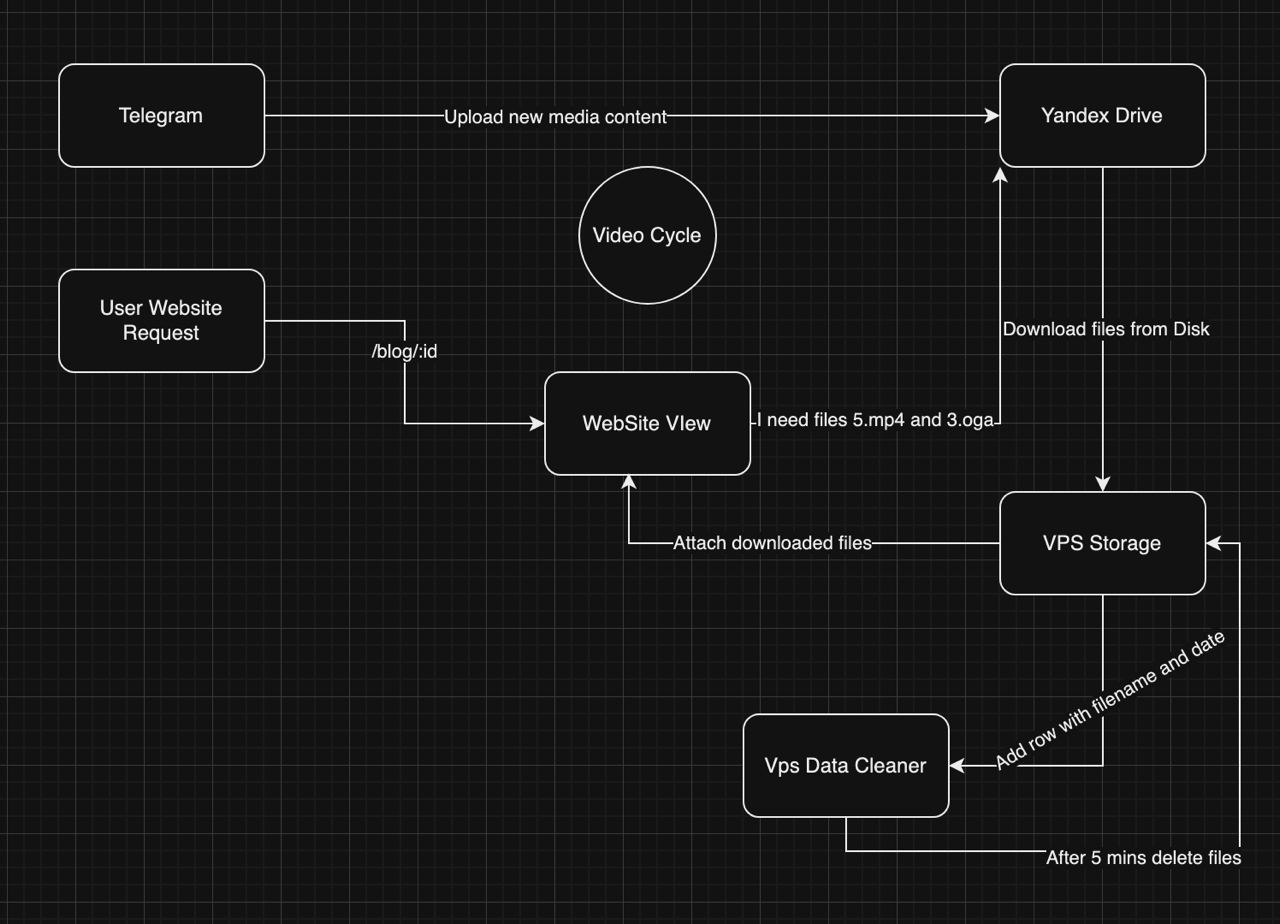 Telegram
Upload new media content
Yandex Drive
Video Cycle
User Website
Request
/blog/:id
Download files from Disk
WebSite VIew
I need files 5.mp4 and 3.oga
Attach downloaded files
VPS Storage
Add row with filename and date
Vps Data Cleaner
After 5 mins delete files